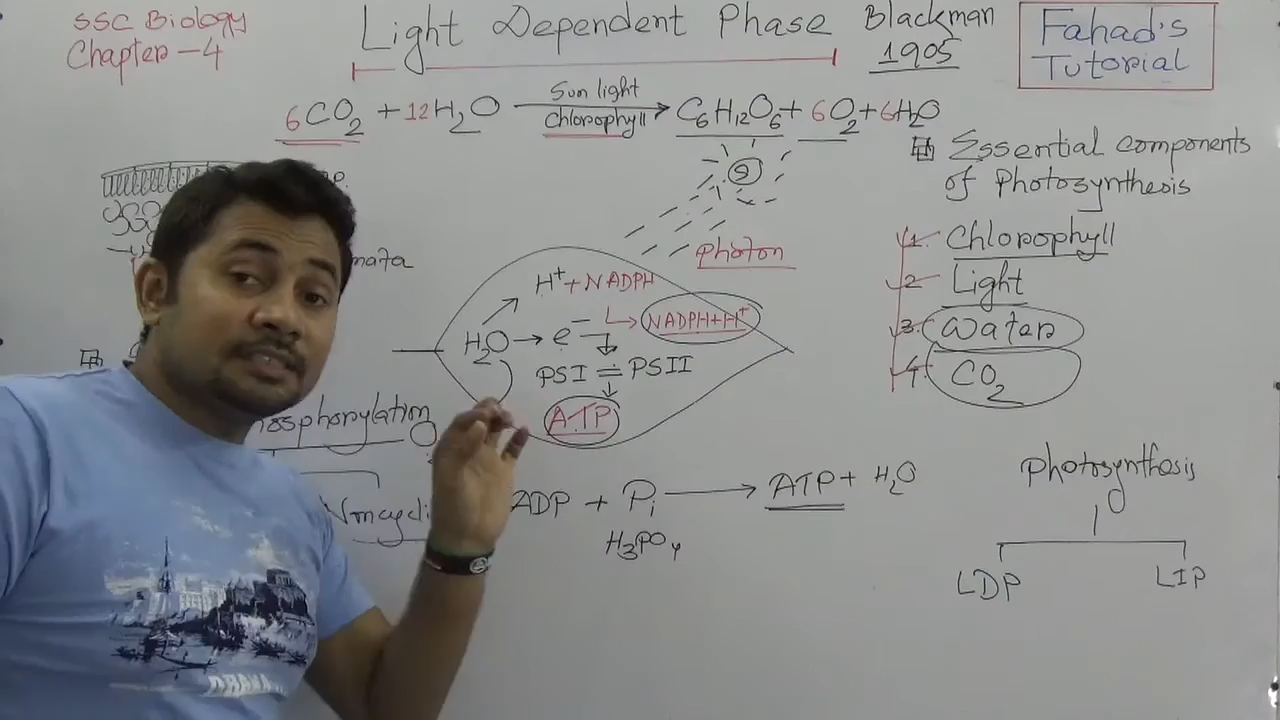 SSC Biology
Chapter – 4
Light Dependent Phase
Blackman
1905
Fahad's
Tutorial
6CO2 + 12H2O Sun light Chlorophyll → C6H12O6 + 6O2 + 6H2O
Essential components
of Photosynthesis
1. Chlorophyll
2 Light
3. Water
4. CO2
Photon
H+ + NADPH
NADPH + H+
H2O → e–
PSI = PSII
ATP
ADP + Pi → ATP + H2O
H3PO4
Photosynthesis
LDP LIP
DHAKA